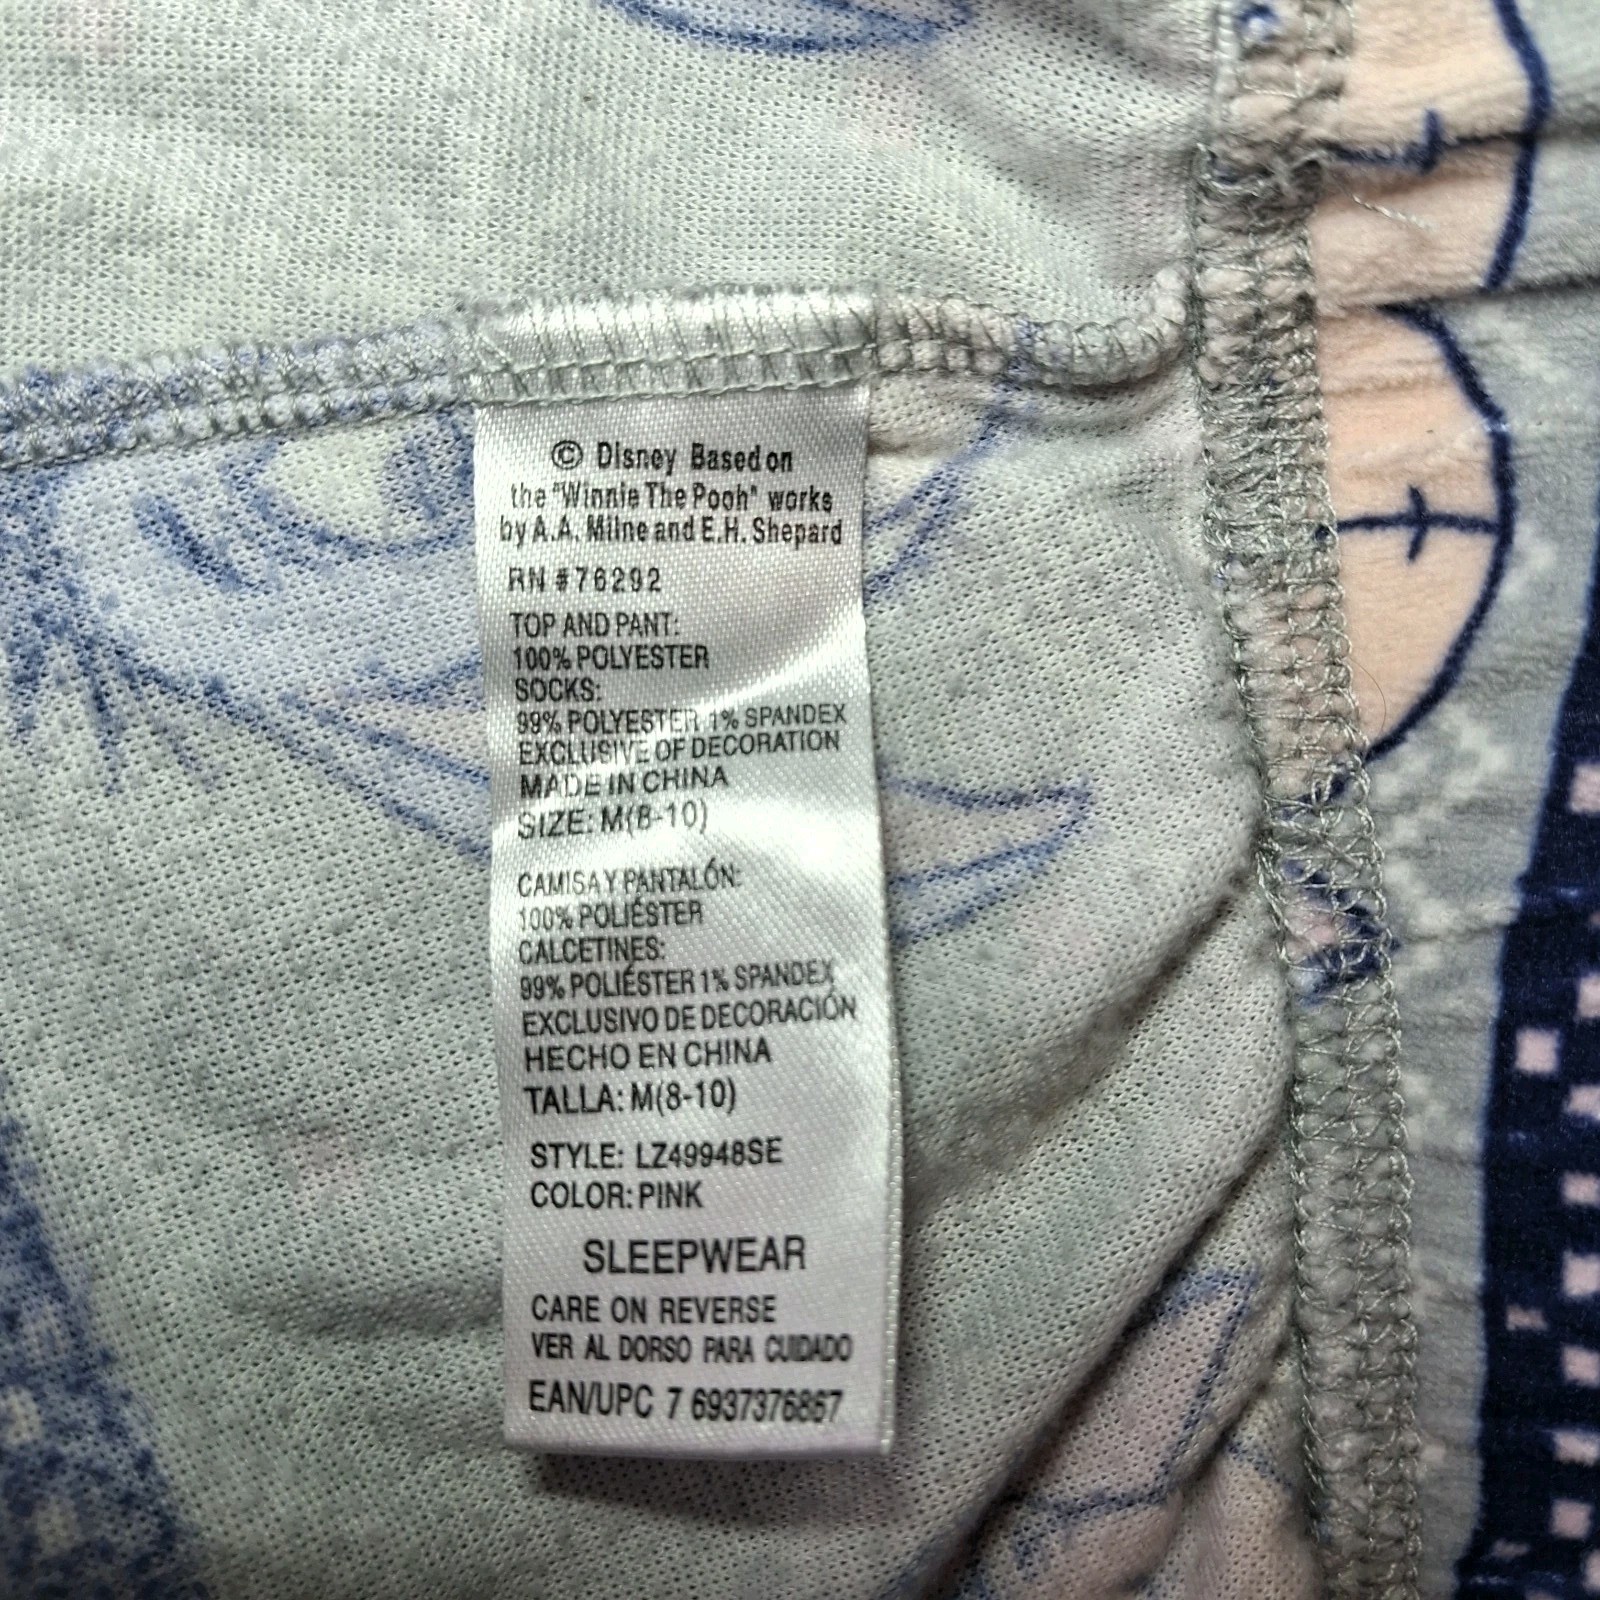 © Disney Based on
the "Winnie The Pooh" works
by A.A. Milne and E.H. Shepard
RN #76292
TOP AND PANT:
100% POLYESTER
SOCKS:
99% POLYESTER 1% SPANDEX
EXCLUSIVE OF DECORATION
MADE IN CHINA
SIZE: M(8-10)
CAMISA Y PANTALÓN:
100% POLIÉSTER
CALCETINES:
99% POLIÉSTER 1% SPANDEX
EXCLUSIVO DE DECORACIÓN
HECHO EN CHINA
TALLA: M(8-10)
STYLE: LZ49948SE
COLOR: PINK
SLEEPWEAR
CARE ON REVERSE
VER AL DORSO PARA CUIDADO
EAN/UPC 7 6937376867